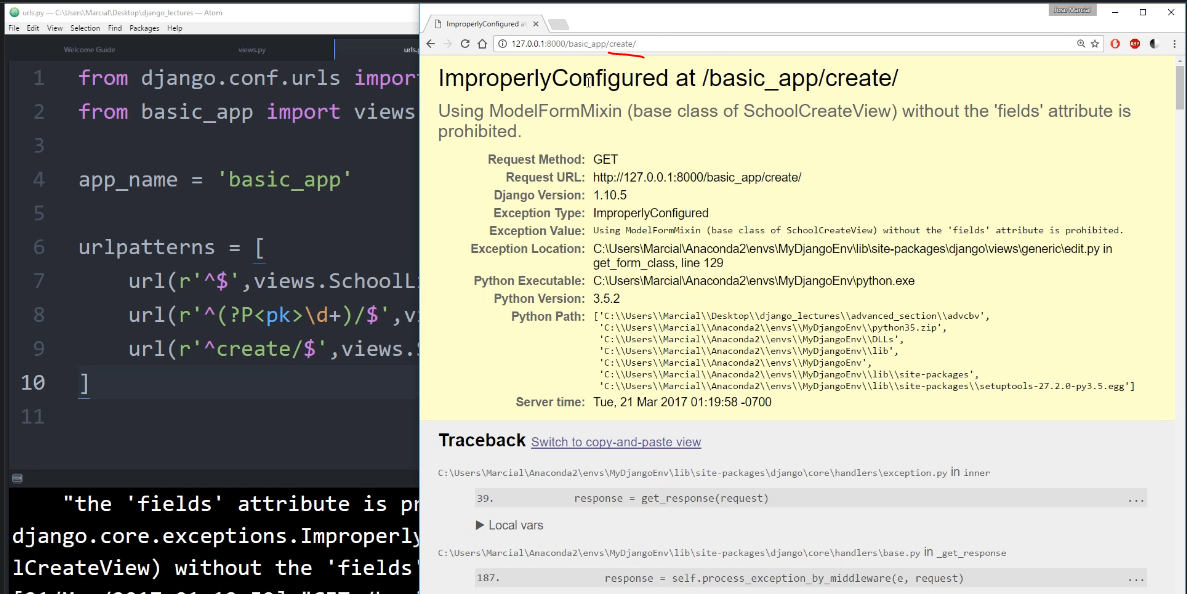 urls.py — C:\Users\Marcial\Desktop\django_lectures — Atom
File Edit View Selection Find Packages Help
Welcome Guide views.py urls.
1 from django.conf.urls impor
2 from basic_app import views
3
4 app_name = 'basic_app'
5
6 urlpatterns = [
7 url(r'^$',views.SchoolL
8 url(r'^(?P<pk>\d+)/$',v
9 url(r'^create/$',views.
10 ]
11
"the 'fields' attribute is p
django.core.exceptions.Improperly
lCreateView) without the 'fields'
Jose Marcial
ImproperlyConfigured at
127.0.0.1:8000/basic_app/create/
ImproperlyConfigured at /basic_app/create/
Using ModelFormMixin (base class of SchoolCreateView) without the 'fields' attribute is
prohibited.
Request Method: GET
Request URL: http://127.0.0.1:8000/basic_app/create/
Django Version: 1.10.5
Exception Type: ImproperlyConfigured
Exception Value: Using ModelFormMixin (base class of SchoolCreateView) without the 'fields' attribute is prohibited.
Exception Location: C:\Users\Marcial\Anaconda2\envs\MyDjangoEnv\lib\site-packages\django\views\generic\edit.py in
get_form_class, line 129
Python Executable: C:\Users\Marcial\Anaconda2\envs\MyDjangoEnv\python.exe
Python Version: 3.5.2
Python Path: ['C:\\Users\\Marcial\\Desktop\\django_lectures\\advanced_section\\advcbv',
'C:\\Users\\Marcial\\Anaconda2\\envs\\MyDjangoEnv\\python35.zip',
'C:\\Users\\Marcial\\Anaconda2\\envs\\MyDjangoEnv\\DLLs',
'C:\\Users\\Marcial\\Anaconda2\\envs\\MyDjangoEnv\\lib',
'C:\\Users\\Marcial\\Anaconda2\\envs\\MyDjangoEnv',
'C:\\Users\\Marcial\\Anaconda2\\envs\\MyDjangoEnv\\lib\\site-packages',
'C:\\Users\\Marcial\\Anaconda2\\envs\\MyDjangoEnv\\lib\\site-packages\\setuptools-27.2.0-py3.5.egg']
Server time: Tue, 21 Mar 2017 01:19:58 -0700
Traceback Switch to copy-and-paste view
C:\Users\Marcial\Anaconda2\envs\MyDjangoEnv\lib\site-packages\django\core\handlers\exception.py in inner
39. response = get_response(request) ...
▶ Local vars
C:\Users\Marcial\Anaconda2\envs\MyDjangoEnv\lib\site-packages\django\core\handlers\base.py in _get_response
187. response = self.process_exception_by_middleware(e, request) ...